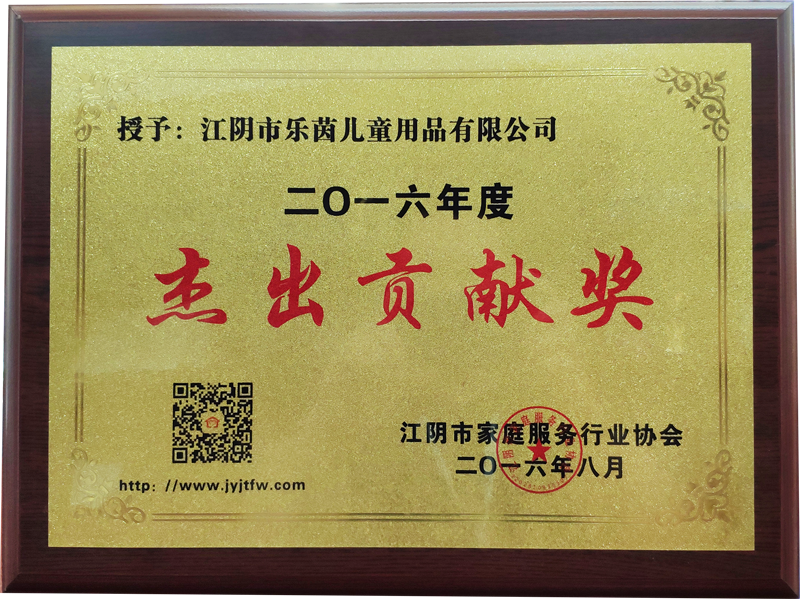 授予：江阴市乐茵儿童用品有限公司
二〇一六年度
杰出贡献奖
http：//www.jyjtfw.com
江阴市家庭服务行业协会
二〇一六年八月